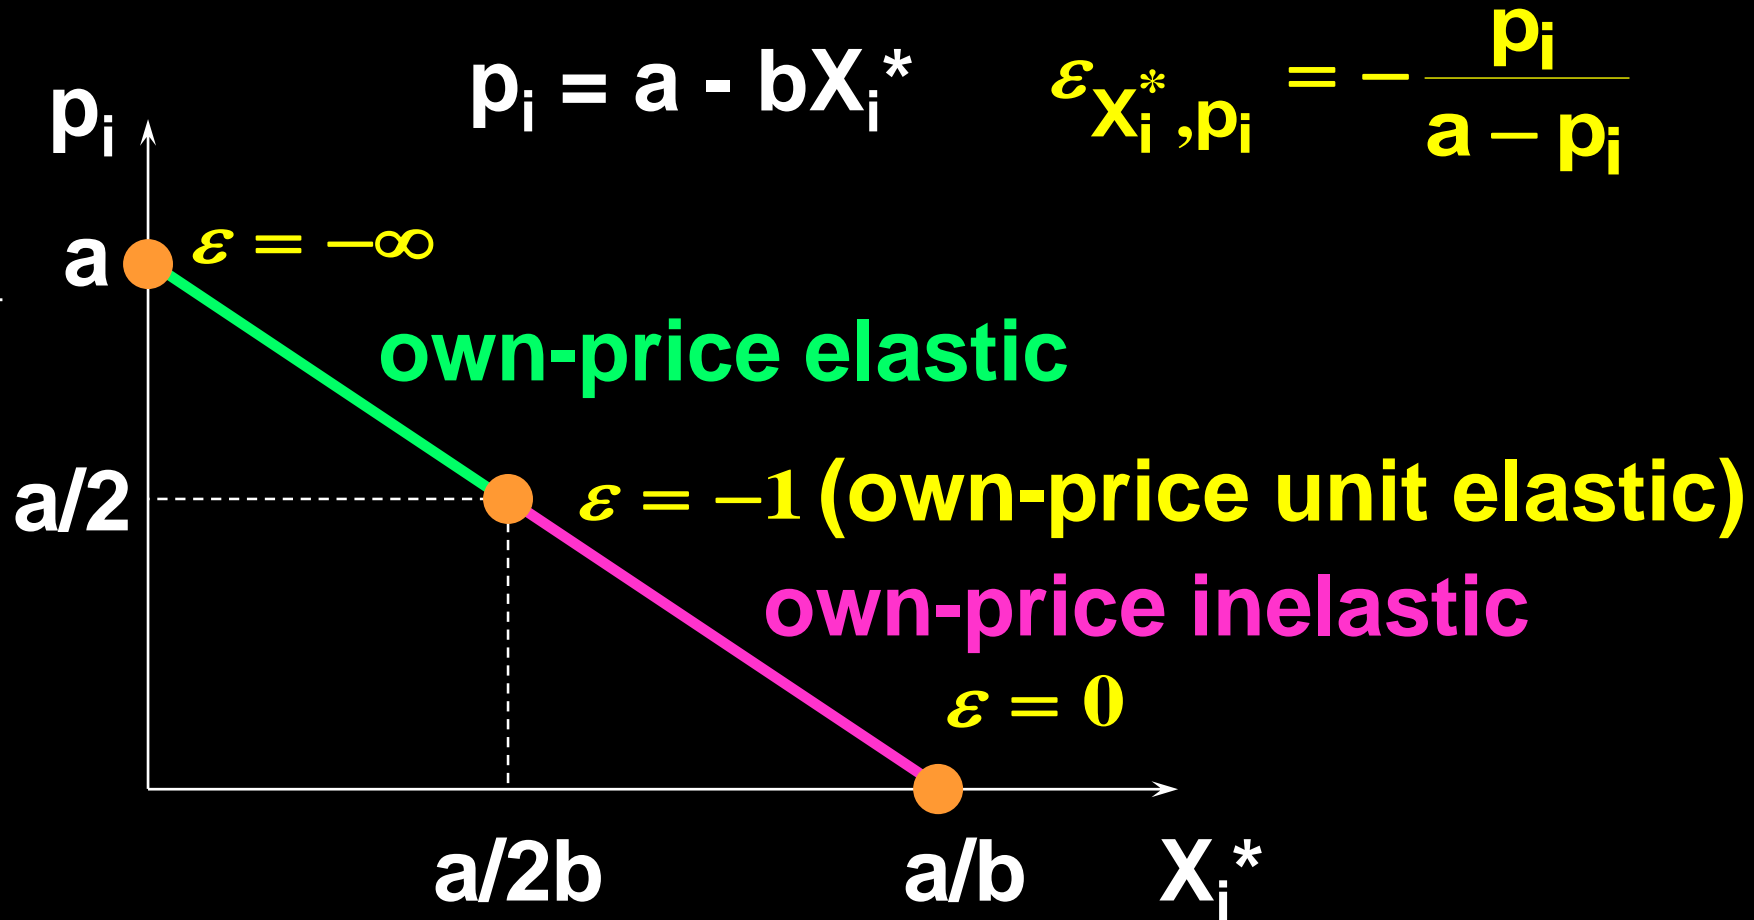 pᵢ = a - bXᵢ*
ε Xᵢ*,pᵢ = − pᵢ / a − pᵢ
pᵢ
a
ε = −∞
own-price elastic
a/2
ε = −1 (own-price unit elastic)
own-price inelastic
ε = 0
a/2b
a/b
Xᵢ*